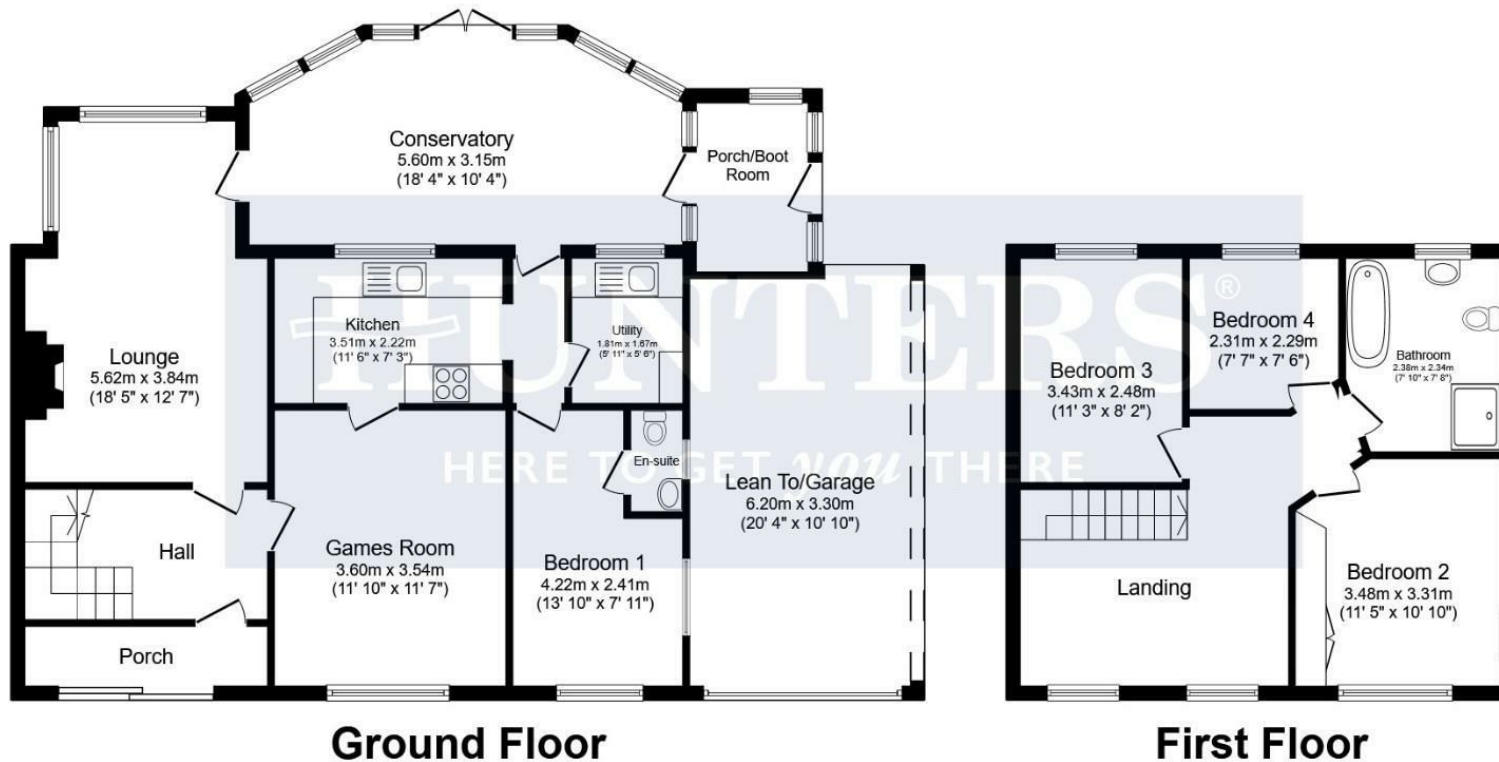 Conservatory
5.60m x 3.15m
(18' 4" x 10' 4")
Porch/Boot
Room
Kitchen
3.51m x 2.22m
(11' 6" x 7' 3")
Utility
1.81m x 1.67m
(5' 11" x 5' 6")
Lounge
5.62m x 3.84m
(18' 5" x 12' 7")
En-suite
Lean To/Garage
6.20m x 3.30m
(20' 4" x 10' 10")
Hall
Games Room
3.60m x 3.54m
(11' 10" x 11' 7")
Bedroom 1
4.22m x 2.41m
(13' 10" x 7' 11")
Porch
Ground Floor
Bedroom 4
2.31m x 2.29m
(7' 7" x 7' 6")
Bedroom 3
3.43m x 2.48m
(11' 3" x 8' 2")
Bathroom
2.38m x 2.34m
(7' 10" x 7' 8")
Landing
Bedroom 2
3.48m x 3.31m
(11' 5" x 10' 10")
First Floor
HUNTERS®
HERE TO GET you THERE